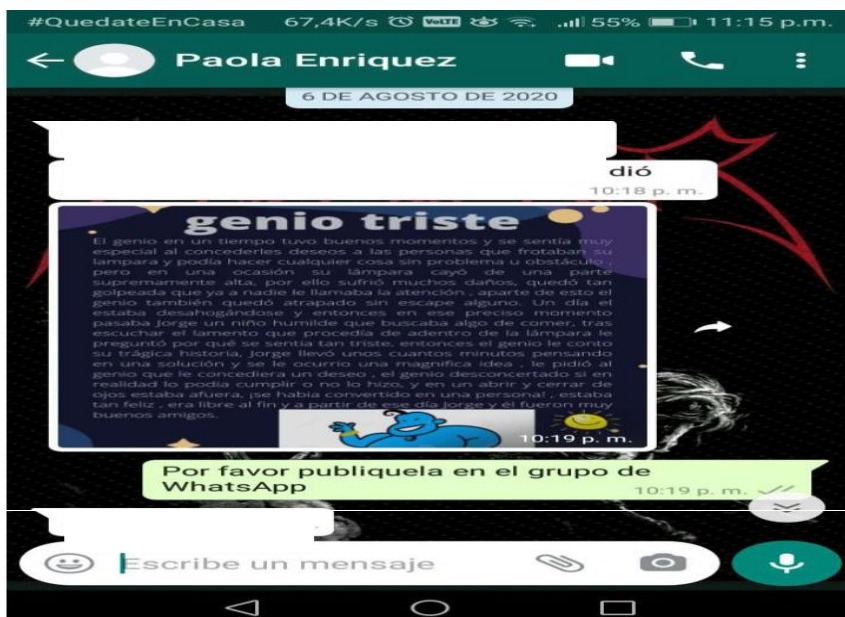 #QuedateEnCasa 67,4K/s VoLTE 55% 11:15 p.m.
Paola Enriquez
6 DE AGOSTO DE 2020
dió
10:18 p. m.
genio triste
El genio en un tiempo tuvo buenos momentos y se sentía muy
especial al concederles deseos a las personas que frotaban su
lampara y podía hacer cualquier cosa sin problema u obstáculo ,
pero en una ocasión su lámpara cayó de una parte
supremamente alta, por ello sufrió muchos daños, quedó tan
golpeada que ya a nadie le llamaba la atención , aparte de esto el
genio también quedó atrapado sin escape alguno. Un día el
estaba desahogándose y entonces en ese preciso momento
pasaba Jorge un niño humilde que buscaba algo de comer, tras
escuchar el lamento que procedía de adentro de la lámpara le
preguntó por qué se sentia tan triste, entonces el genio le conto
su trágica historia, Jorge llevó unos cuantos minutos pensando
en una solución y se le ocurrio una magnifica idea , le pidió al
genio que le concediera un deseo , el genio desconcertado si en
realidad lo podia cumplir o no lo hizo, y en un abrir y cerrar de
ojos estaba afuera, ¡se había convertido en una persona! , estaba
tan feliz , era libre al fin y a partir de ese día Jorge y él fueron muy
buenos amigos.
10:19 p. m.
Por favor publiquela en el grupo de
WhatsApp
10:19 p. m.
Escribe un mensaje